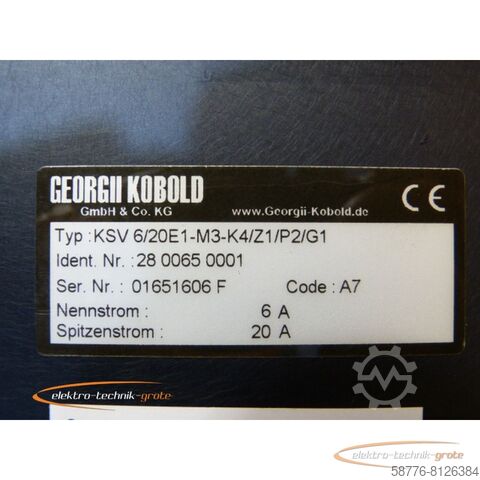 GEORGII KOBOLD
GmbH & Co. KG www.Georgii-Kobold.de
CE
Typ : KSV 6/20E1-M3-K4/Z1/P2/G1
Ident. Nr. : 28 0065 0001
Ser. Nr. : 01651606 F Code : A7
Nennstrom : 6 A
Spitzenstrom : 20 A
elektro-technik-grote
elektro-technik-grote.de
58776-8126384